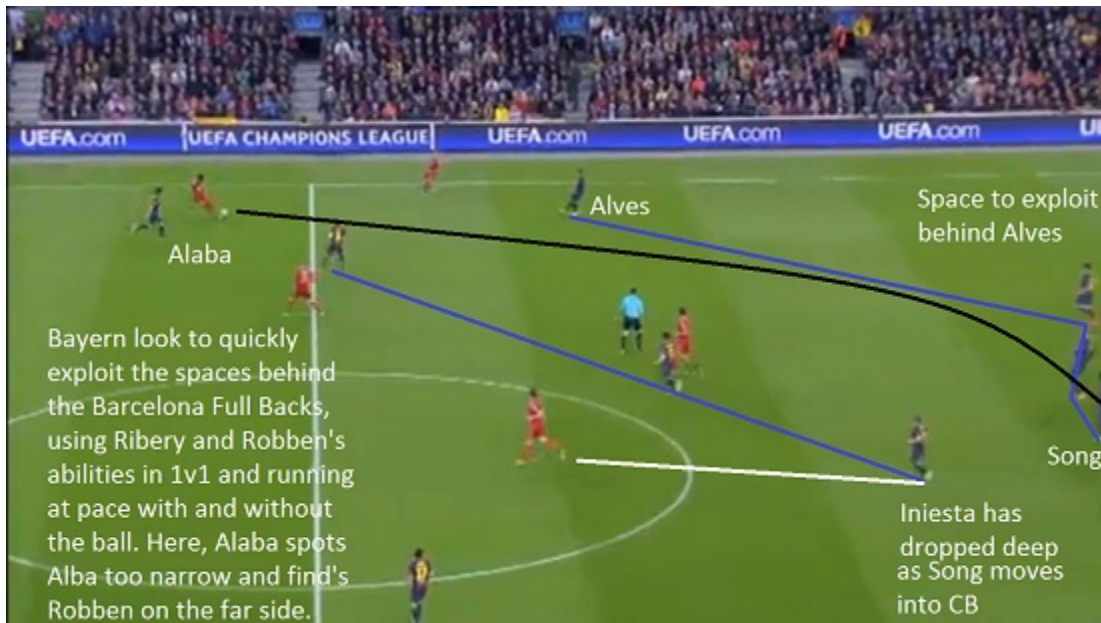 UEFA.com UEFA CHAMPIONS LEAGUE UEFA.com UEFA.com UEFA.com
Alves
Space to exploit
behind Alves
Alaba
Bayern look to quickly
exploit the spaces behind
the Barcelona Full Backs,
using Ribery and Robben's
abilities in 1v1 and running
at pace with and without
the ball. Here, Alaba spots
Alba too narrow and find's
Robben on the far side.
Song
Iniesta has
dropped deep
as Song moves
into CB